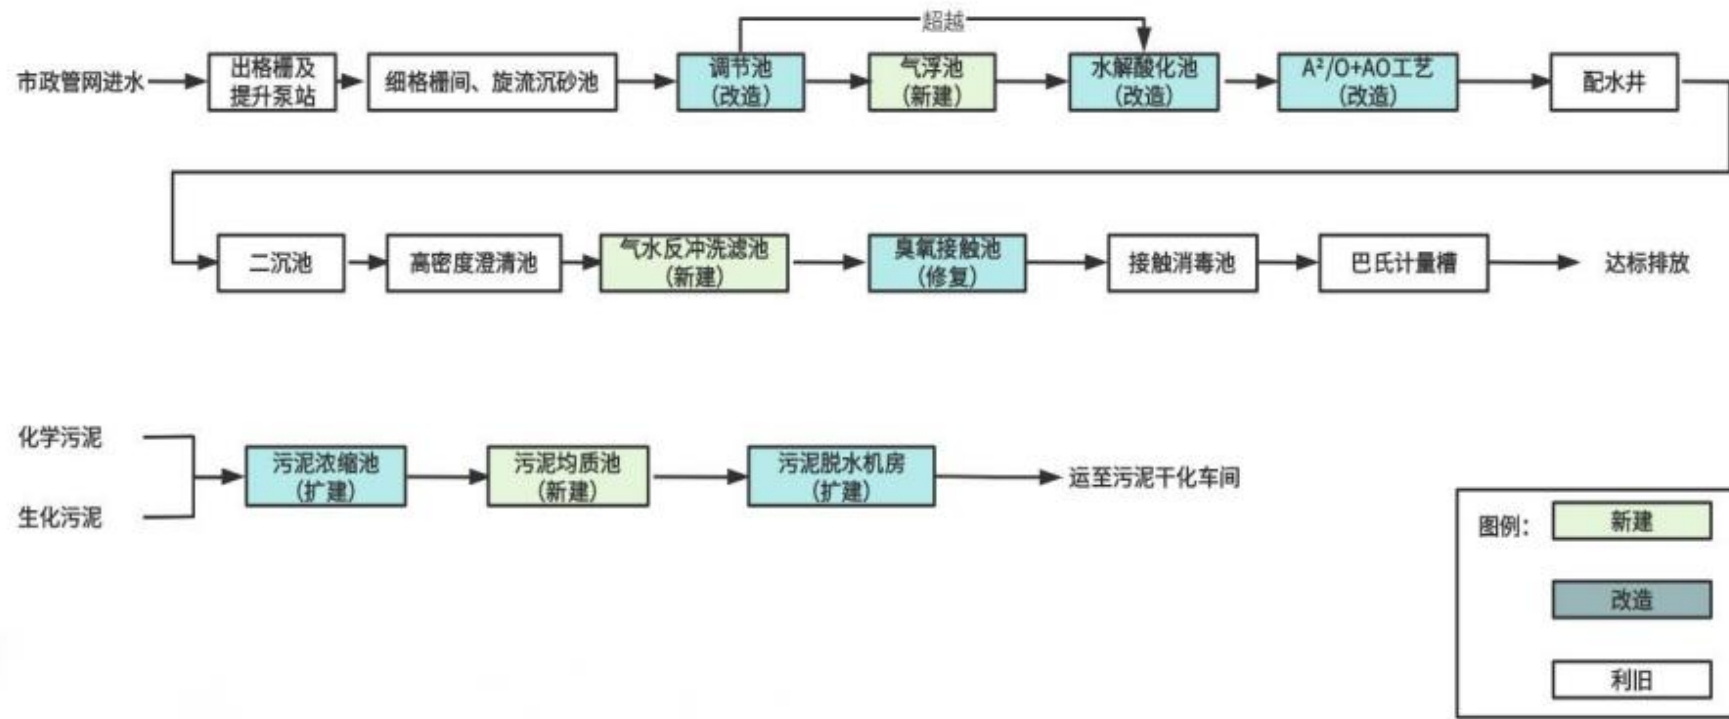 超越
市政管网进水
出格栅及
提升泵站
细格栅间、旋流沉砂池
调节池
(改造)
气浮池
(新建)
水解酸化池
(改造)
A²/O+AO工艺
(改造)
配水井
二沉池
高密度澄清池
气水反冲洗滤池
(新建)
臭氧接触池
(修复)
接触消毒池
巴氏计量槽
达标排放
化学污泥
生化污泥
污泥浓缩池
(扩建)
污泥均质池
(新建)
污泥脱水机房
(扩建)
运至污泥干化车间
图例：
新建
改造
利旧